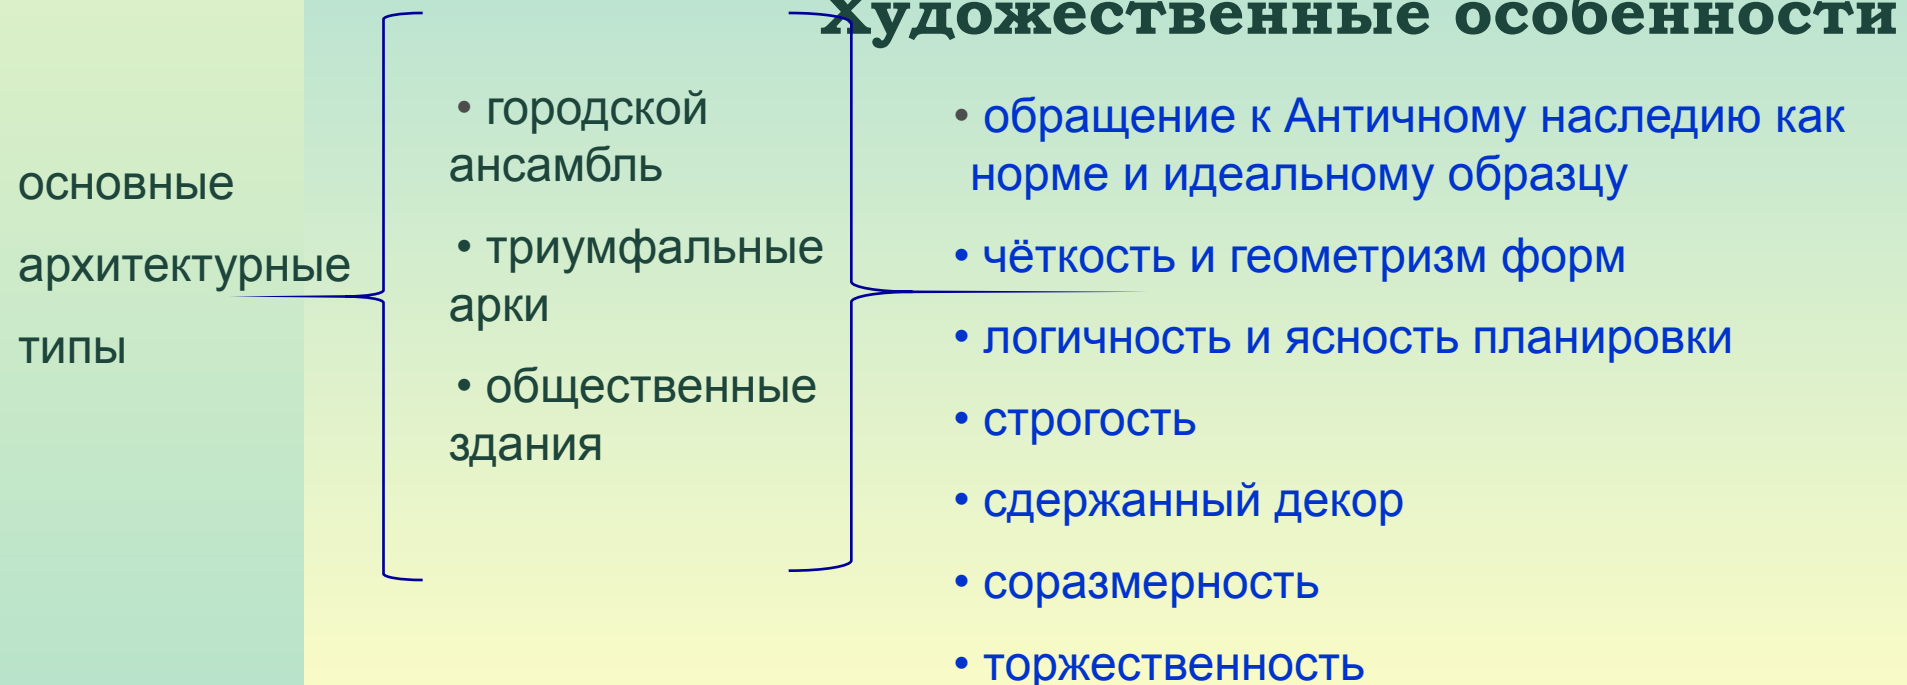 Художественные особенности
основные
архитектурные
типы
• городской
ансамбль
• триумфальные
арки
• общественные
здания
• обращение к Античному наследию как
норме и идеальному образцу
• чёткость и геометризм форм
• логичность и ясность планировки
• строгость
• сдержанный декор
• соразмерность
• торжественность